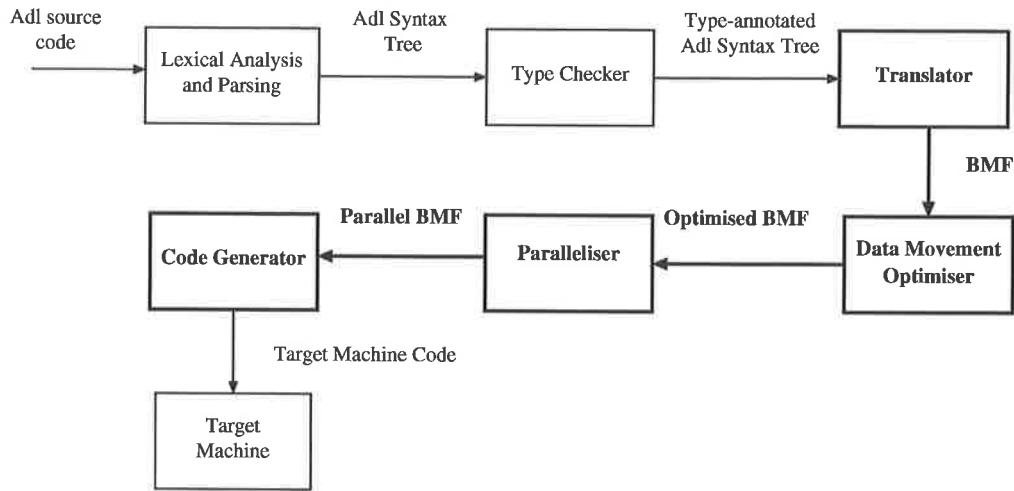 Adl source
code
Lexical Analysis
and Parsing
Adl Syntax
Tree
Type Checker
Type-annotated
Adl Syntax Tree
Translator
BMF
Data Movement
Optimiser
Optimised BMF
Paralleliser
Parallel BMF
Code Generator
Target Machine Code
Target
Machine